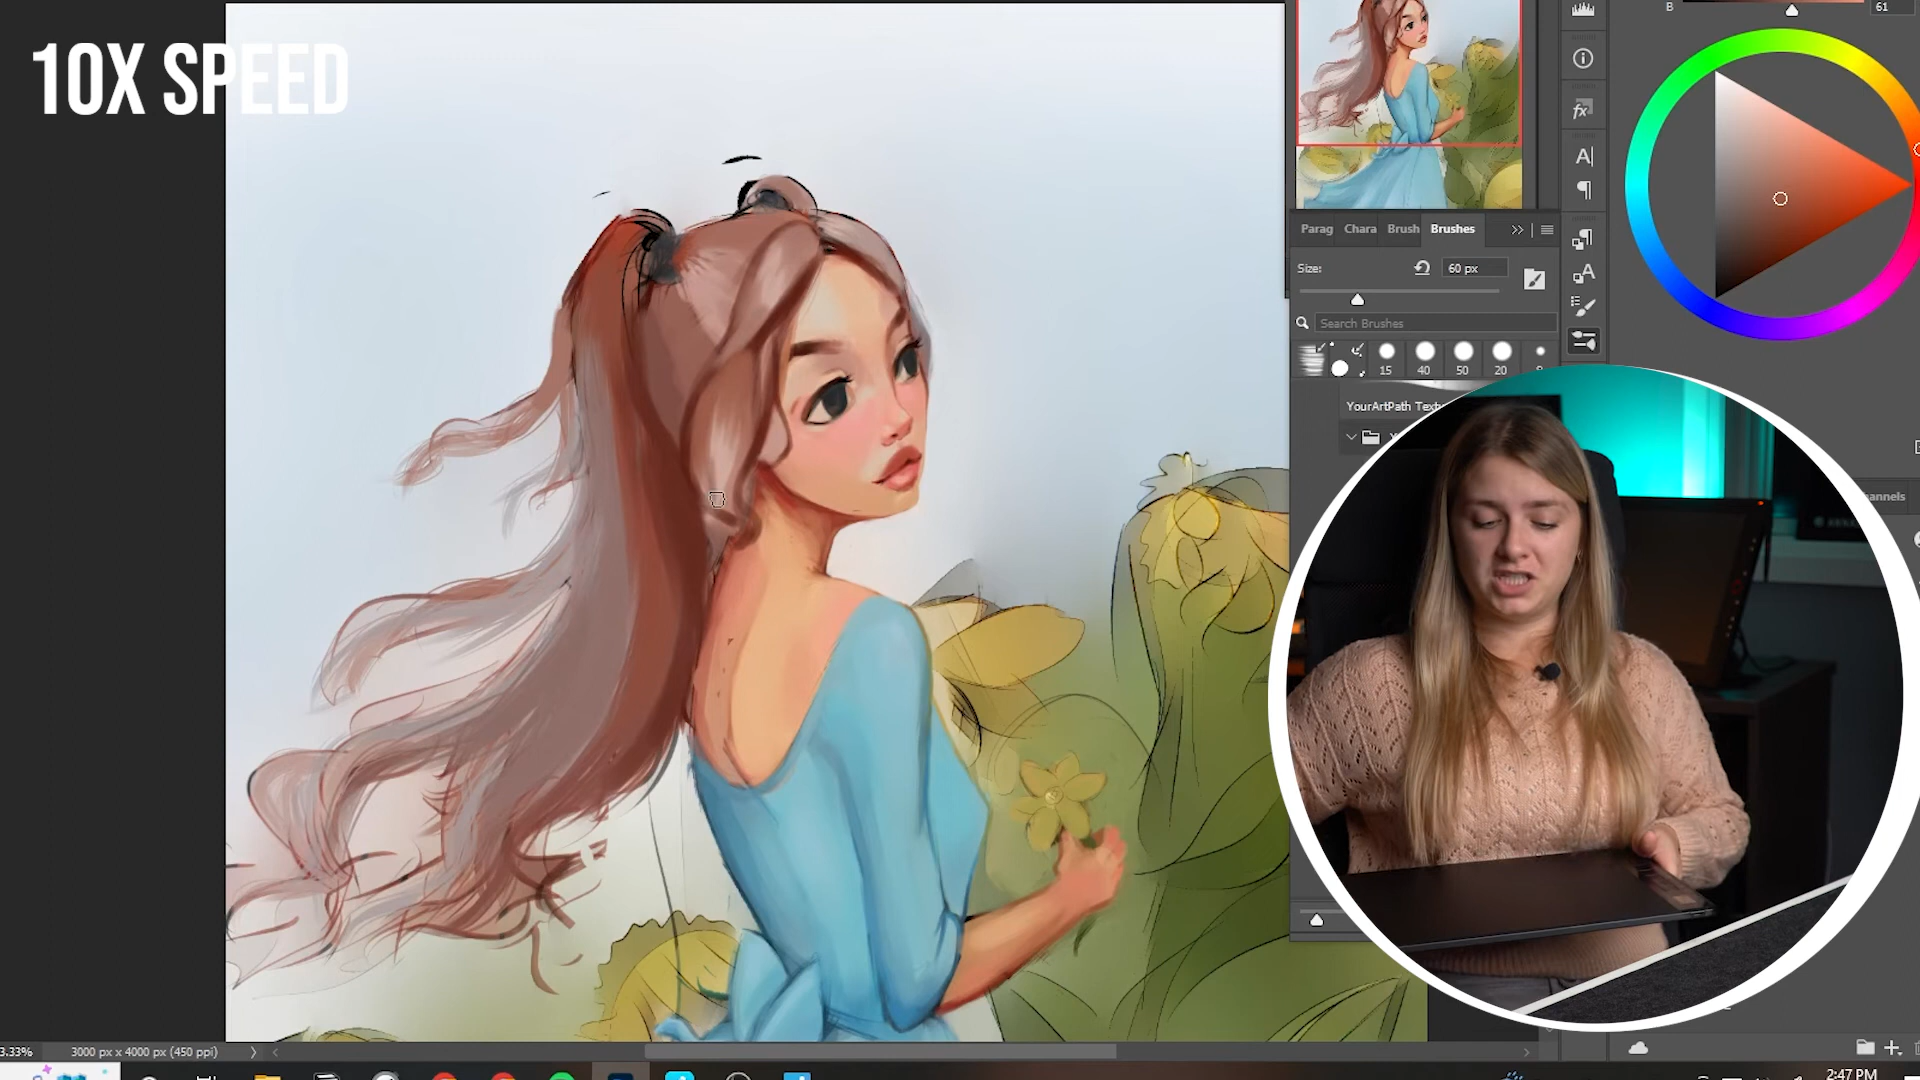 10X SPEED
B
61
Parag
Chara
Brush
Brushes
Size:
60 px
Search Brushes
15
40
50
20
YourArtPath Textu
annels
3.33%
3000 px x 4000 px (450 ppi)
2:47 PM